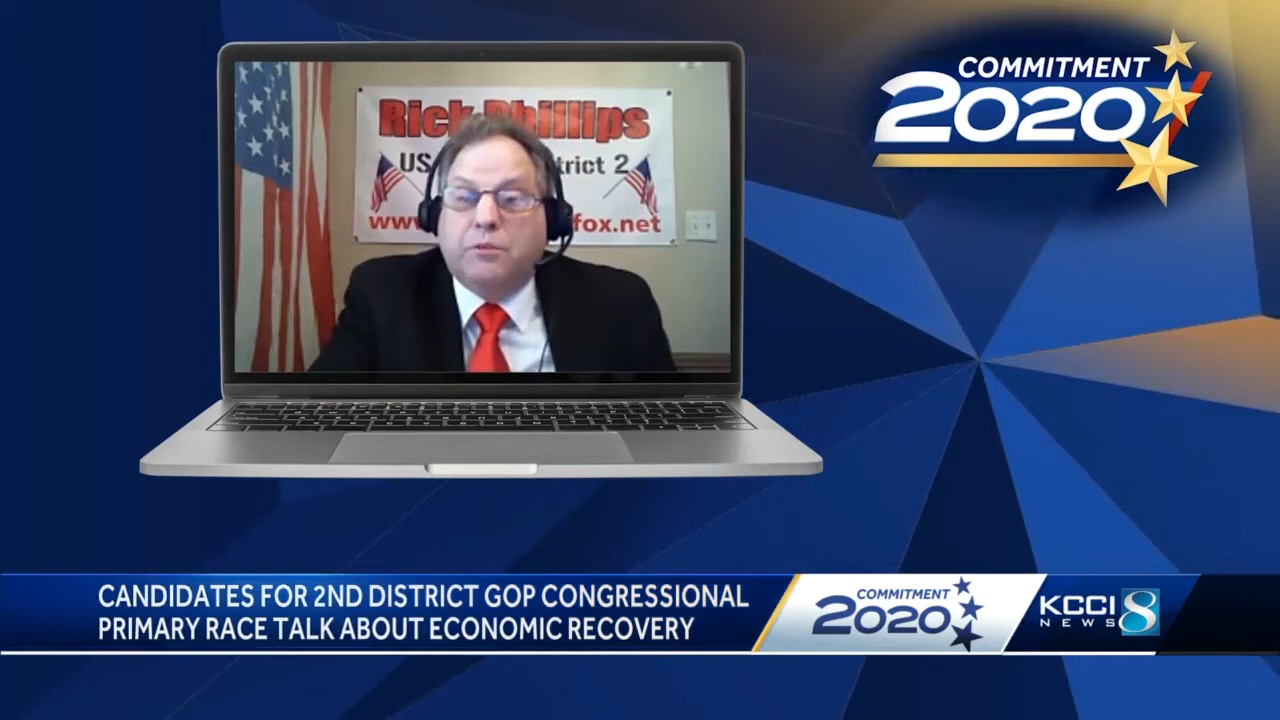 COMMITMENT
2020
Rick Phillips
US trict 2
www. fox.net
CANDIDATES FOR 2ND DISTRICT GOP CONGRESSIONAL
PRIMARY RACE TALK ABOUT ECONOMIC RECOVERY
COMMITMENT
2020
KCCI 8
NEWS